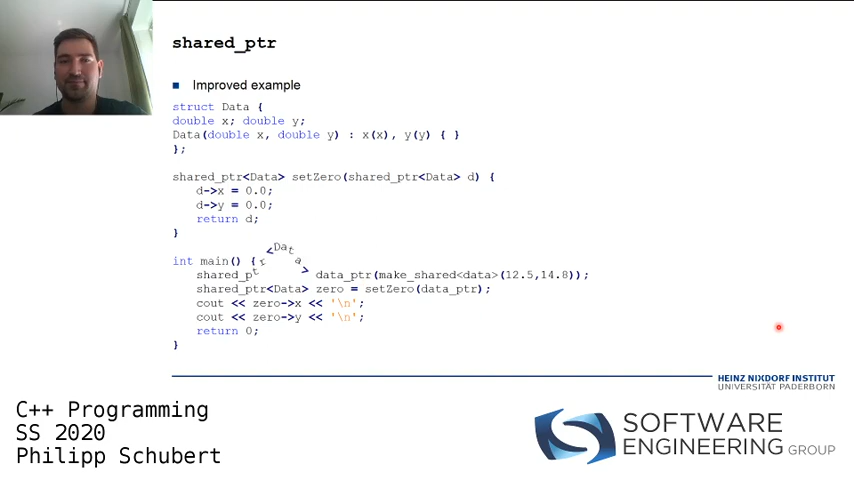 shared_ptr
Improved example
struct Data {
double x; double y;
Data(double x, double y) : x(x), y(y) { }
};
shared_ptr<Data> setZero(shared_ptr<Data> d) {
d->x = 0.0;
d->y = 0.0;
return d;
}
int main() {
shared_ptr<Data> data_ptr(make_shared<data>(12.5,14.8));
shared_ptr<Data> zero = setZero(data_ptr);
cout << zero->x << '\n';
cout << zero->y << '\n';
return 0;
}
HEINZ NIXDORF INSTITUT
UNIVERSITÄT PADERBORN
C++ Programming
SS 2020
Philipp Schubert
SOFTWARE
ENGINEERING GROUP